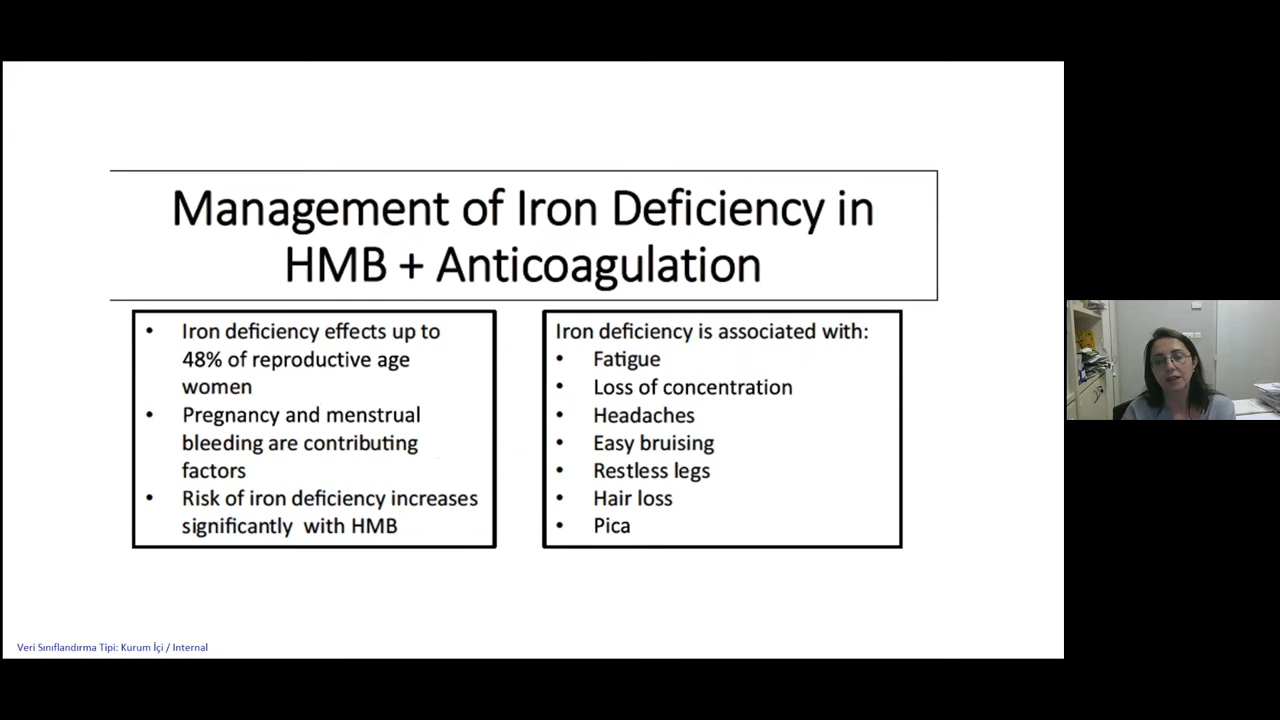 Management of Iron Deficiency in
HMB + Anticoagulation
• Iron deficiency effects up to
48% of reproductive age
women
• Pregnancy and menstrual
bleeding are contributing
factors
• Risk of iron deficiency increases
significantly with HMB
Iron deficiency is associated with:
• Fatigue
• Loss of concentration
• Headaches
• Easy bruising
• Restless legs
• Hair loss
• Pica
Veri Sınıflandırma Tipi: Kurum İçi / Internal